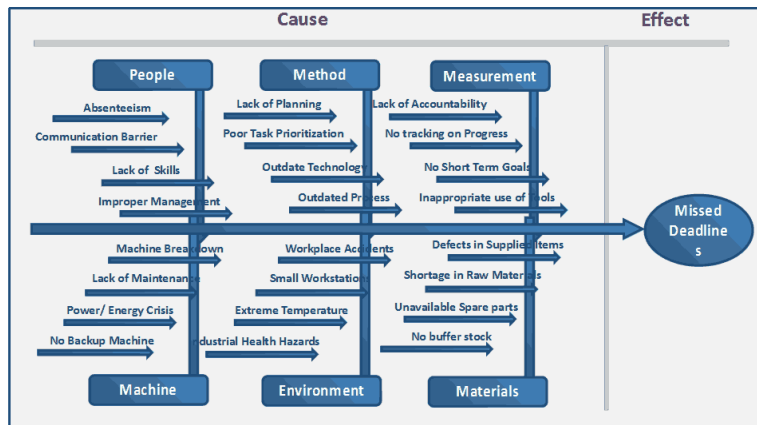 Cause
Effect
People
Method
Measurement
Absenteeism
Communication Barrier
Lack of Skills
Improper Management
Lack of Planning
Poor Task Prioritization
Outdate Technology
Outdated Process
Lack of Accountability
No tracking on Progress
No Short Term Goals
Inappropriate use of Tools
Missed
Deadline
s
Machine Breakdown
Lack of Maintenance
Power/ Energy Crisis
No Backup Machine
Workplace Accidents
Small Workstations
Extreme Temperature
ndustrial Health Hazards
Defects in Supplied Items
Shortage in Raw Materials
Unavailable Spare parts
No buffer stock
Machine
Environment
Materials